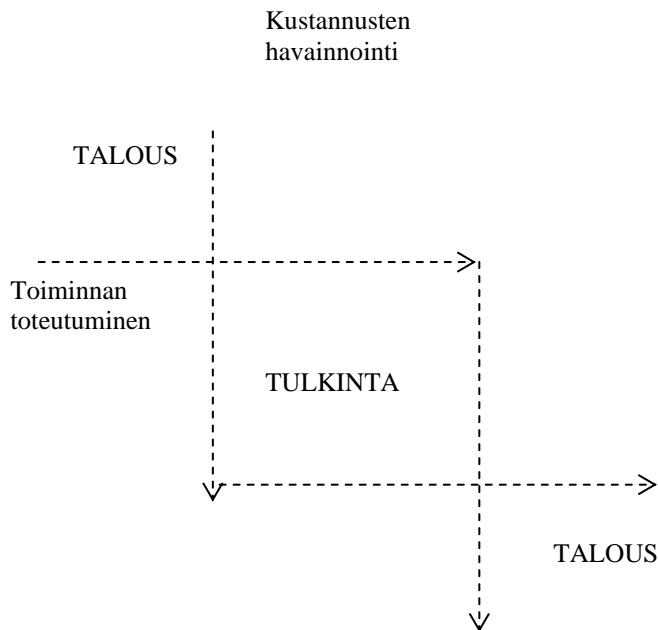 Kustannusten
havainnointi
TALOUS
Toiminnan
toteutuminen
TULKINTA
TALOUS